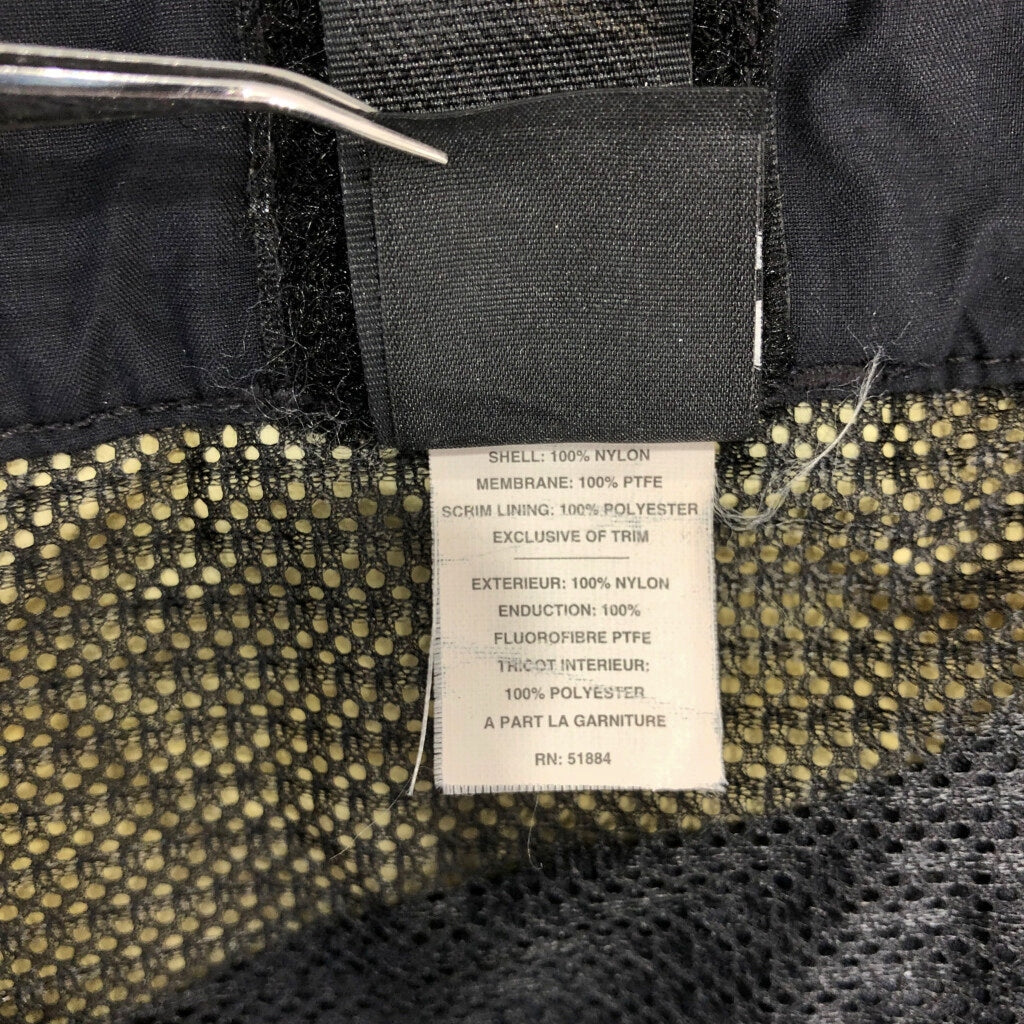 SHELL: 100% NYLON
MEMBRANE: 100% PTFE
SCRIM LINING: 100% POLYESTER
EXCLUSIVE OF TRIM
EXTERIEUR: 100% NYLON
ENDUCTION: 100%
FLUOROFIBRE PTFE
TRICOT INTERIEUR:
100% POLYESTER
A PART LA GARNITURE
RN: 51884